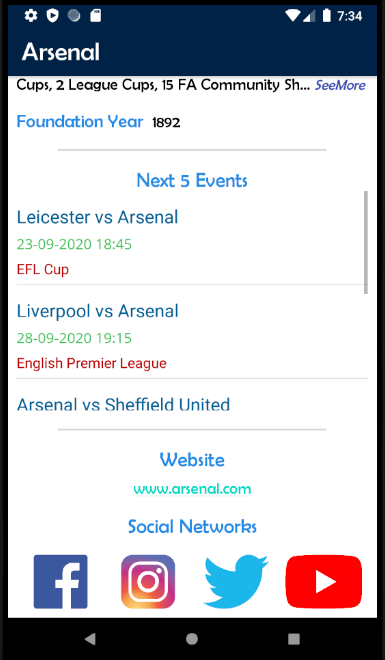 7:34
Arsenal
Cups, 2 League Cups, 15 FA Community Sh... SeeMore
Foundation Year 1892
Next 5 Events
Leicester vs Arsenal
23-09-2020 18:45
EFL Cup
Liverpool vs Arsenal
28-09-2020 19:15
English Premier League
Arsenal vs Sheffield United
Website
www.arsenal.com
Social Networks